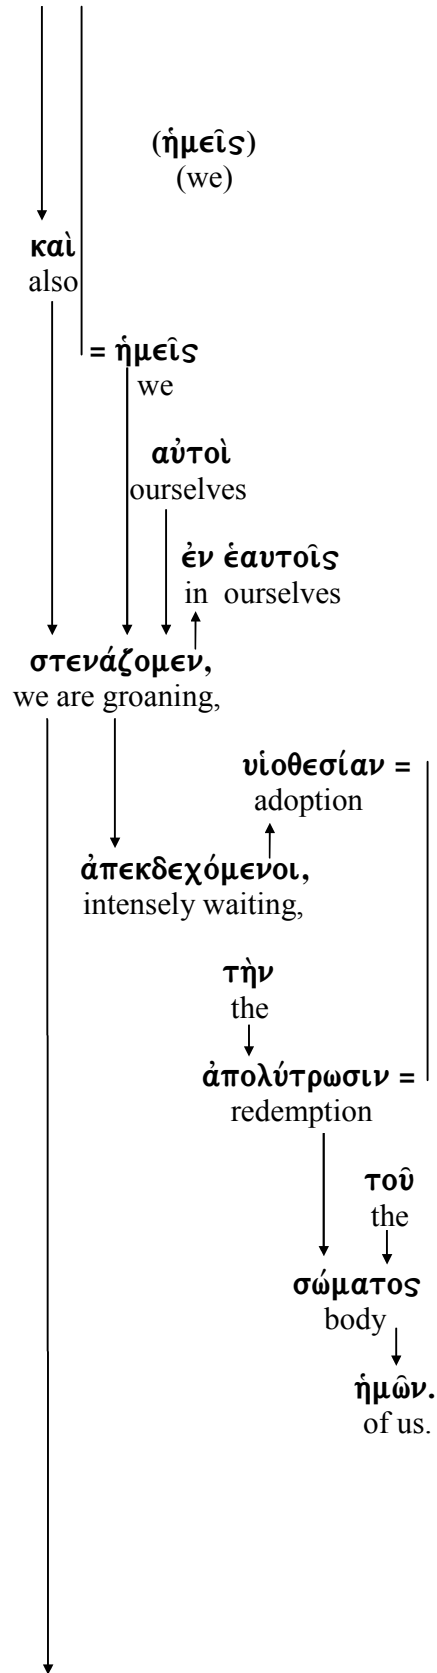 (ἡμεῖς)
(we)
καὶ
also
= ἡμεῖς
we
αὐτοὶ
ourselves
ἐν ἑαυτοῖς
in ourselves
στενάζομεν,
we are groaning,
υἱοθεσίαν =
adoption
ἀπεκδεχόμενοι,
intensely waiting,
τὴν
the
ἀπολύτρωσιν =
redemption
τοῦ
the
σώματος
body
ἡμῶν.
of us.